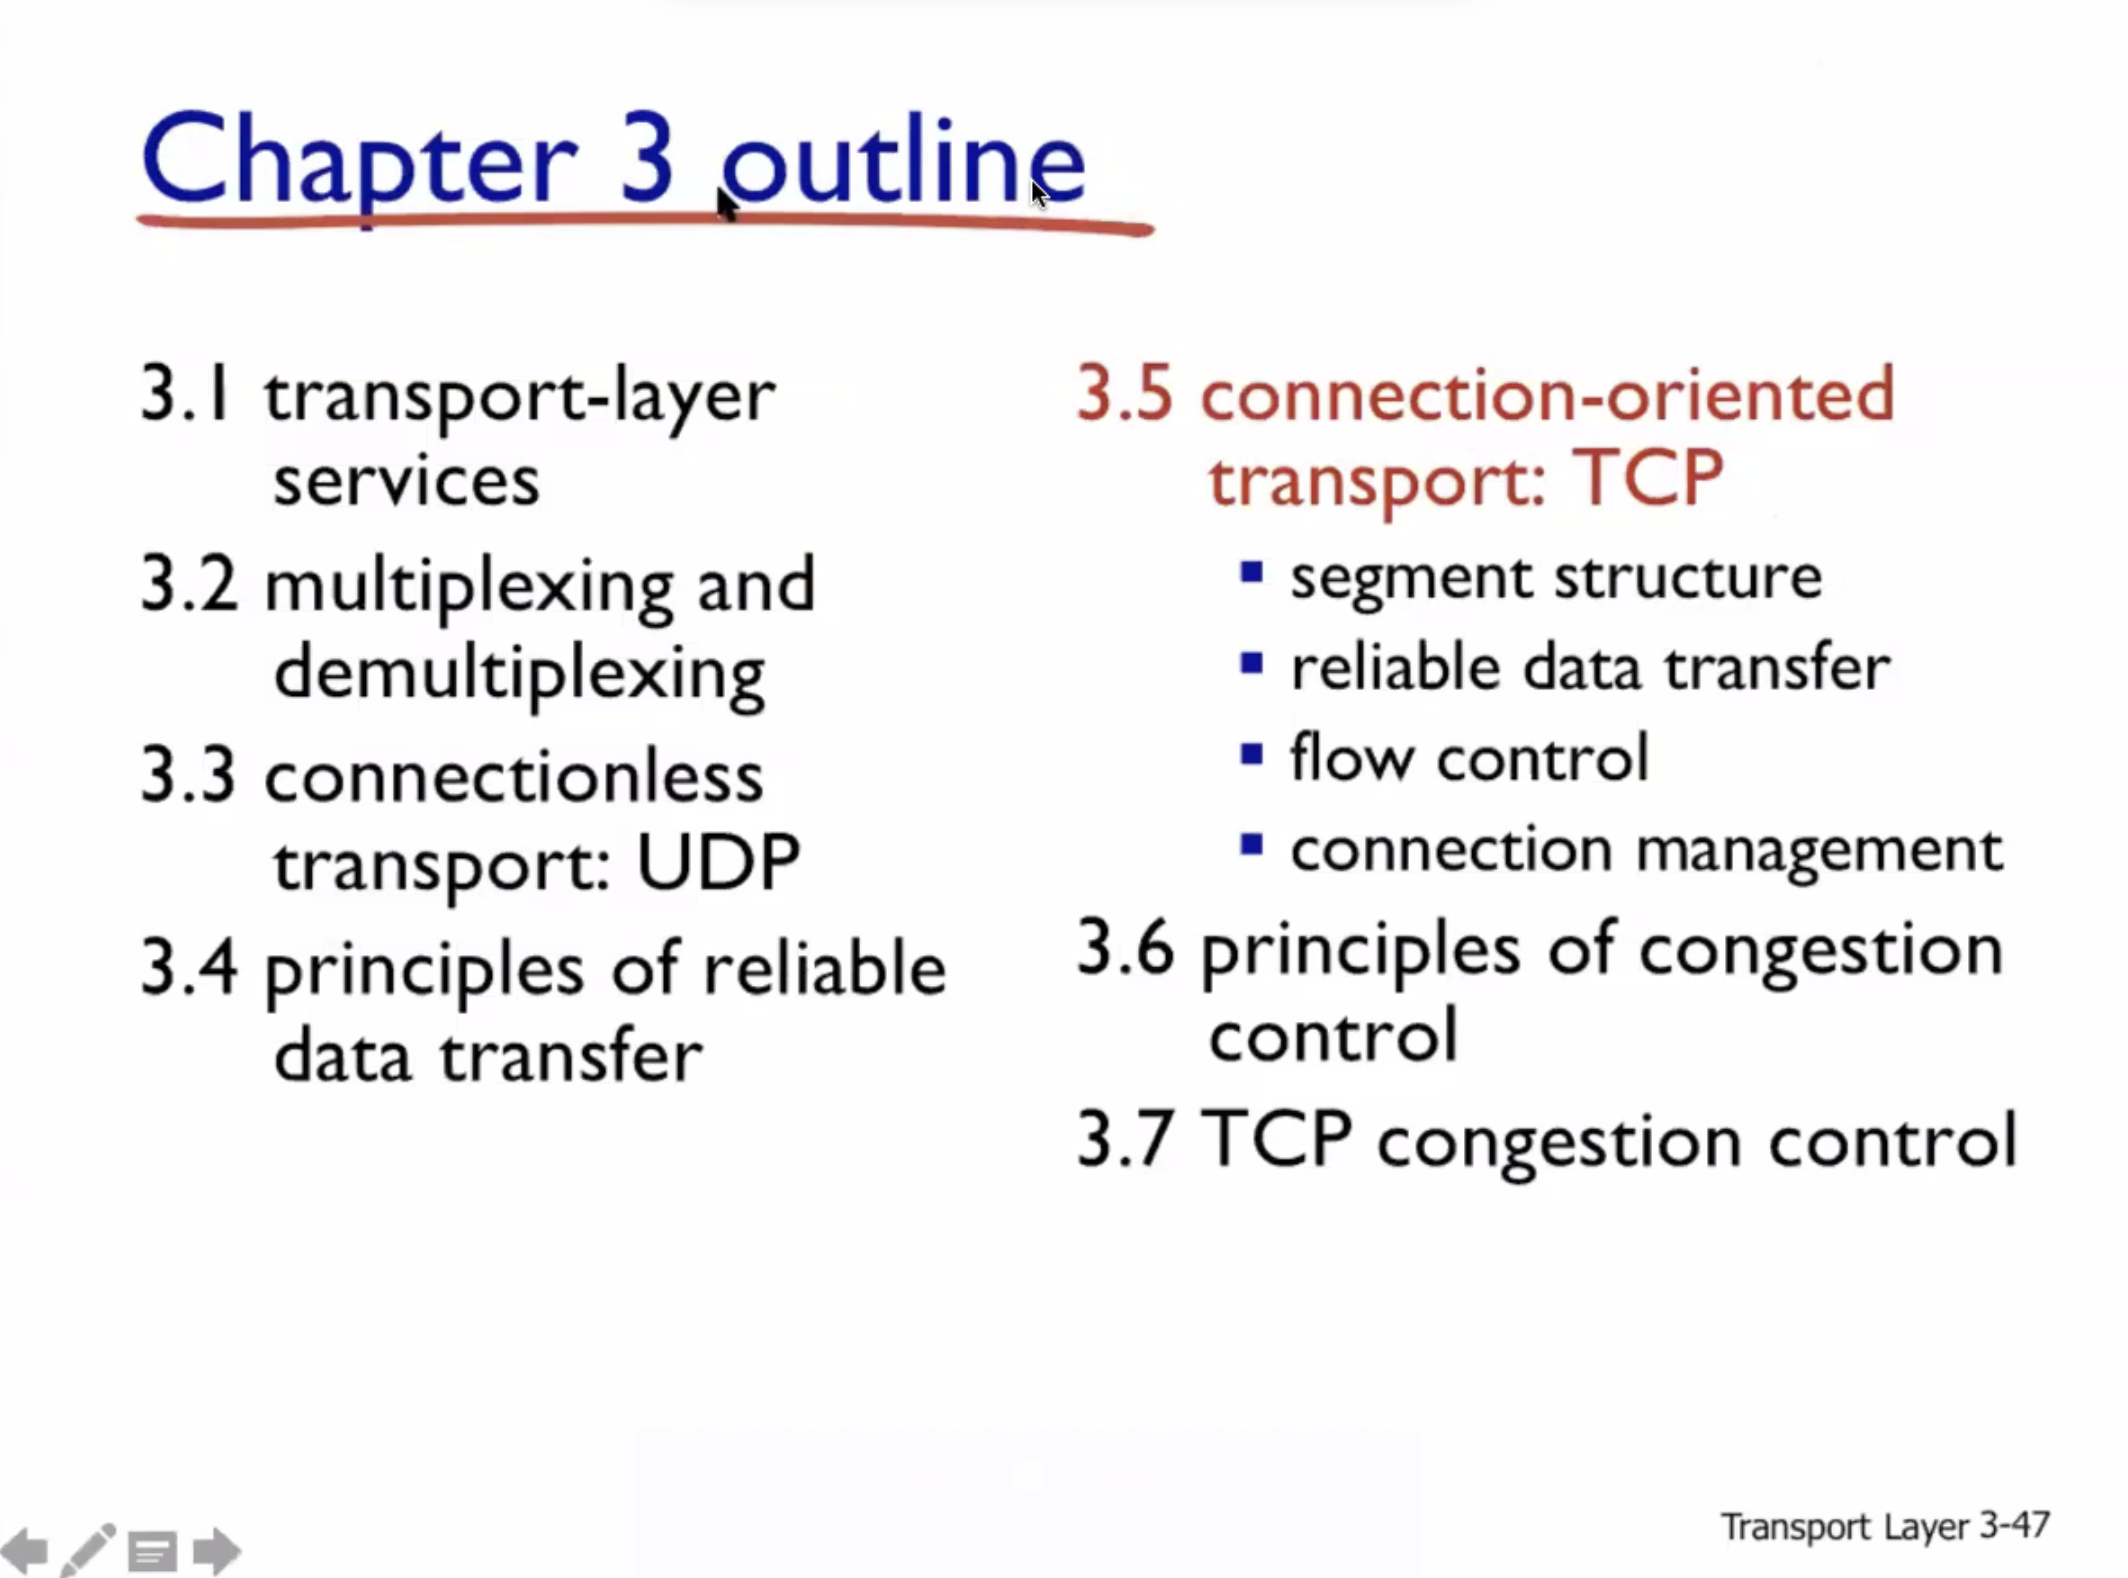 Chapter 3 outline
3.1 transport-layer
services
3.2 multiplexing and
demultiplexing
3.3 connectionless
transport: UDP
3.4 principles of reliable
data transfer
3.5 connection-oriented
transport: TCP
▪ segment structure
▪ reliable data transfer
▪ flow control
▪ connection management
3.6 principles of congestion
control
3.7 TCP congestion control
Transport Layer 3-47